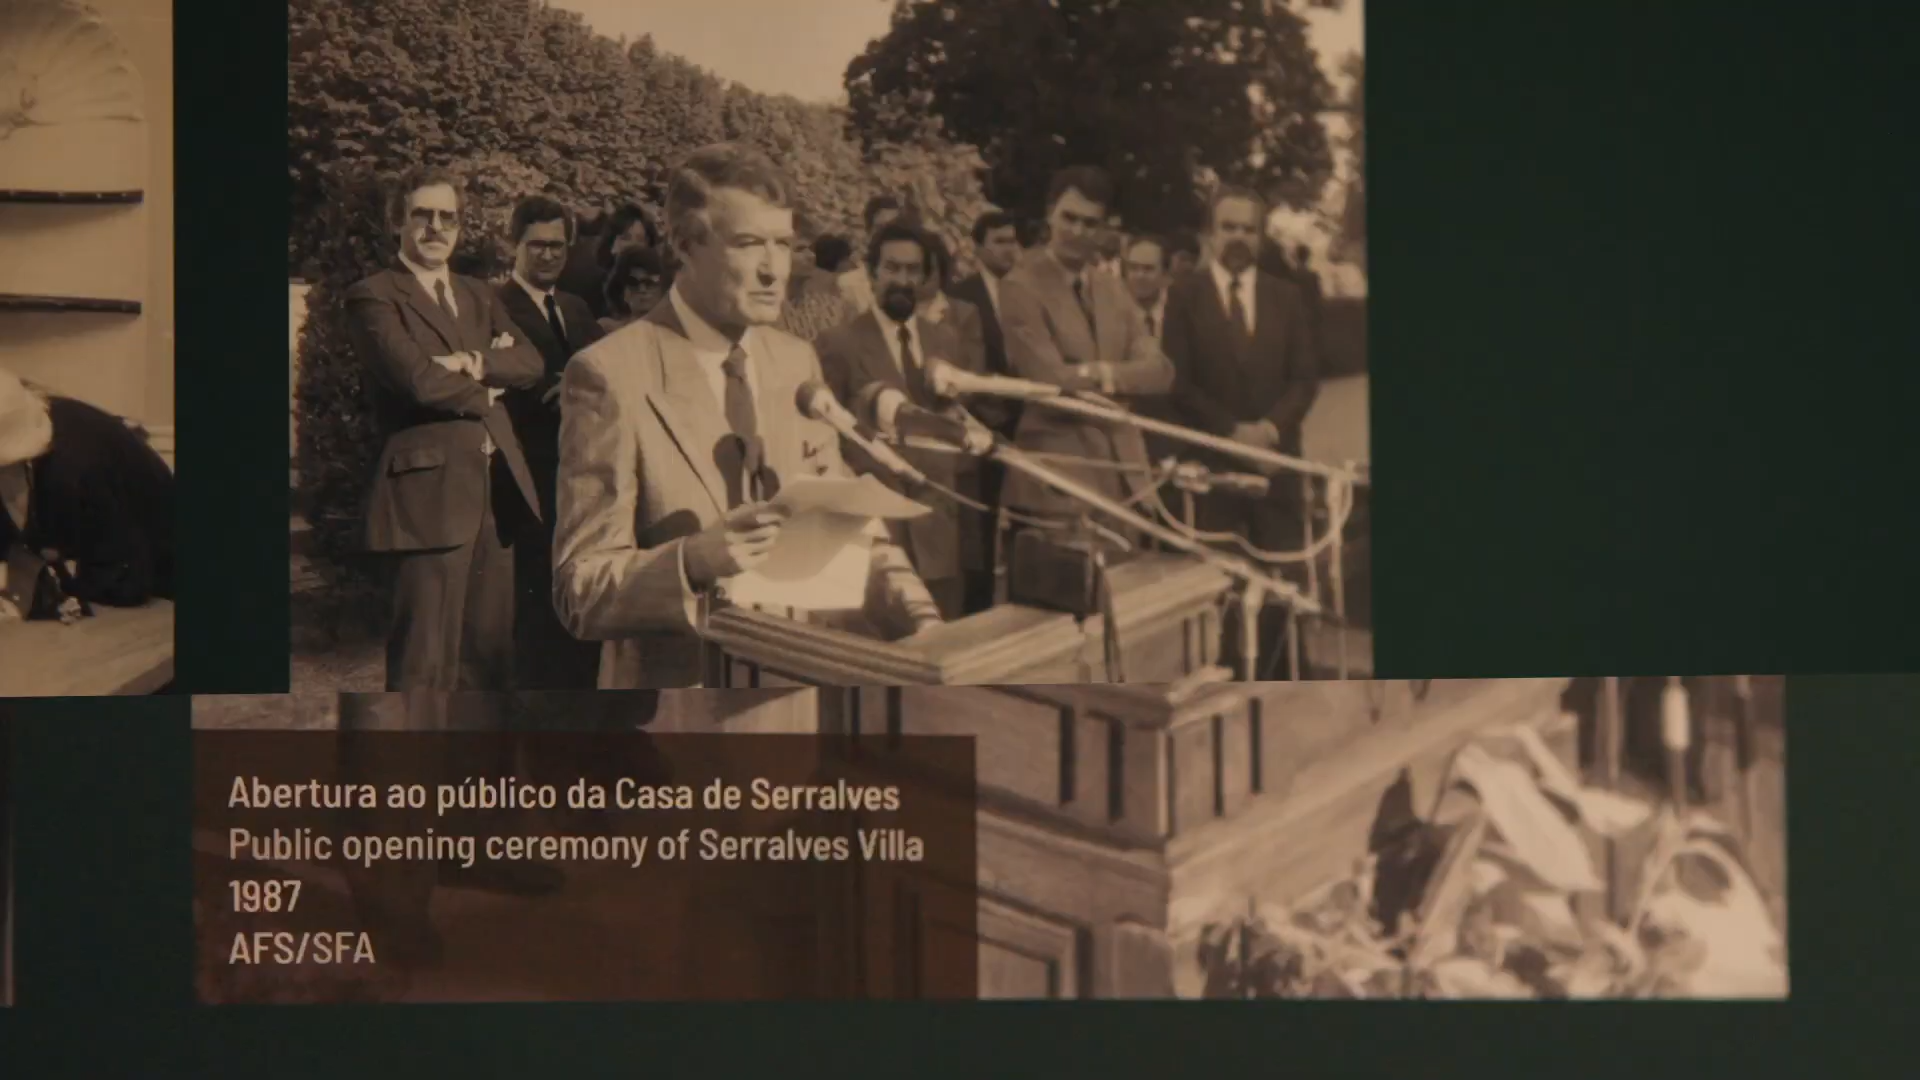 Abertura ao público da Casa de Serralves
Public opening ceremony of Serralves Villa
1987
AFS/SFA